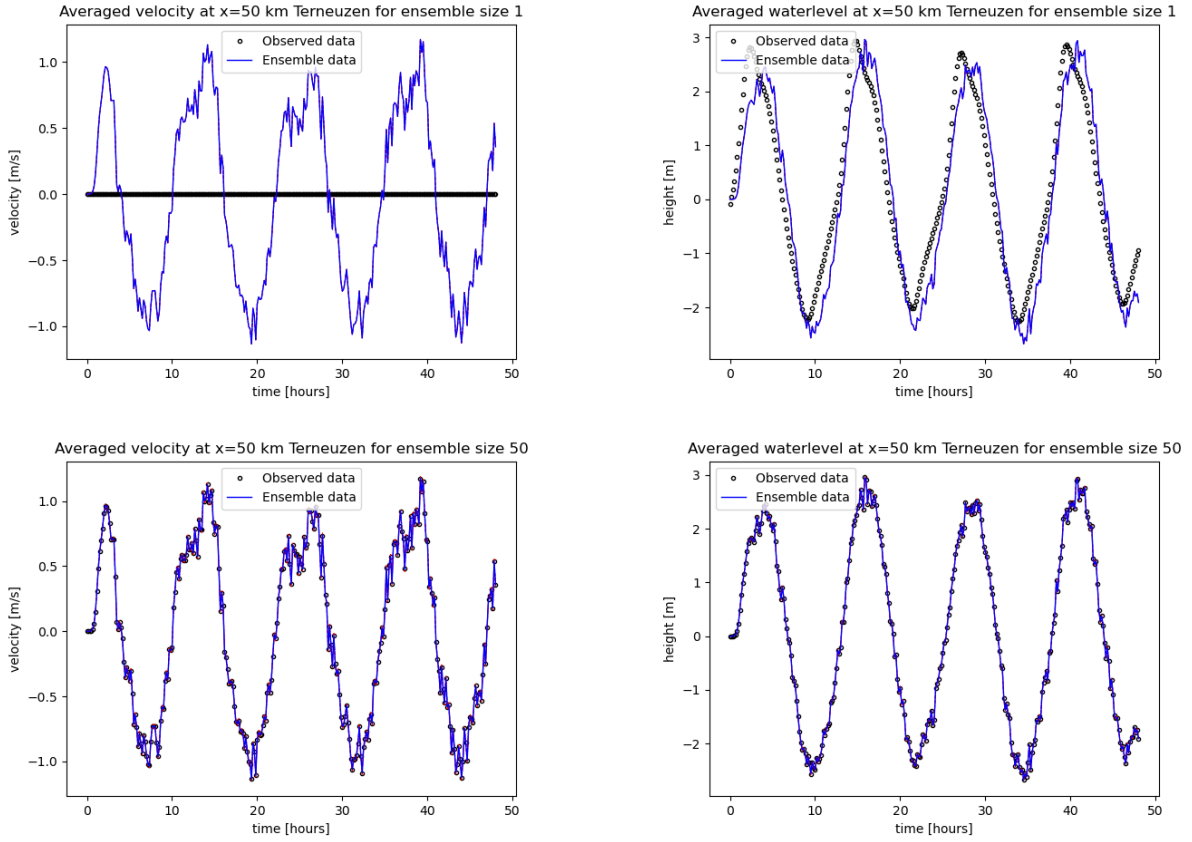 Averaged velocity at x=50 km Terneuzen for ensemble size 1
Observed data
Ensemble data
1.0
0.5
0.0
−0.5
−1.0
velocity [m/s]
0 10 20 30 40 50
time [hours]
Averaged waterlevel at x=50 km Terneuzen for ensemble size 1
Observed data
Ensemble data
3
2
1
0
−1
−2
height [m]
0 10 20 30 40 50
time [hours]
Averaged velocity at x=50 km Terneuzen for ensemble size 50
Observed data
Ensemble data
1.0
0.5
0.0
−0.5
−1.0
velocity [m/s]
0 10 20 30 40 50
time [hours]
Averaged waterlevel at x=50 km Terneuzen for ensemble size 50
Observed data
Ensemble data
3
2
1
0
−1
−2
height [m]
0 10 20 30 40 50
time [hours]